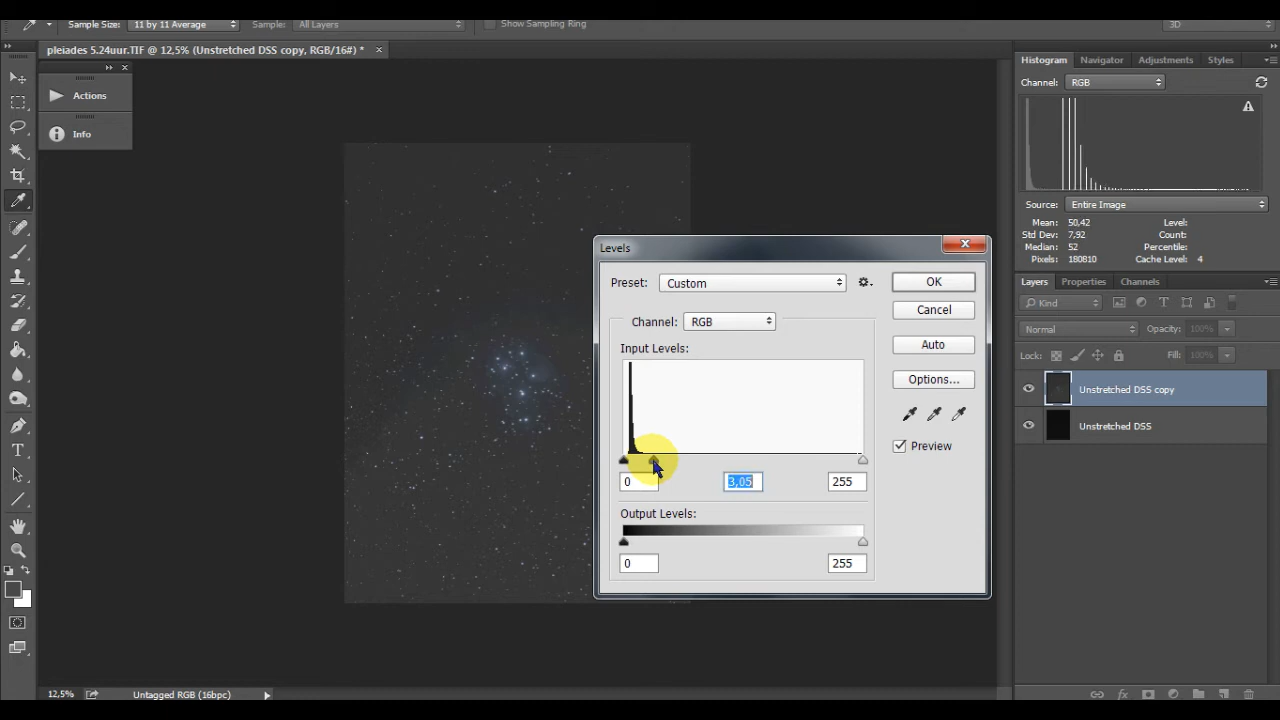 Sample Size: 11 by 11 Average Sample: All Layers Show Sampling Ring 3D
pleiades 5.24uur.TIF @ 12,5% (Unstretched DSS copy, RGB/16#) *
Actions
Info
Histogram Navigator Adjustments Styles
Channel: RGB
Source: Entire Image
Mean: 50,42 Level:
Std Dev: 7,92 Count:
Median: 52 Percentile:
Pixels: 180810 Cache Level: 4
Layers Properties Channels
Kind
Normal Opacity: 100%
Lock: Fill: 100%
Unstretched DSS copy
Unstretched DSS
Levels
Preset: Custom OK
Channel: RGB Cancel
Input Levels: Auto
Options...
Preview
0 3,05 255
Output Levels:
0 255
12,5% Untagged RGB (16bpc)